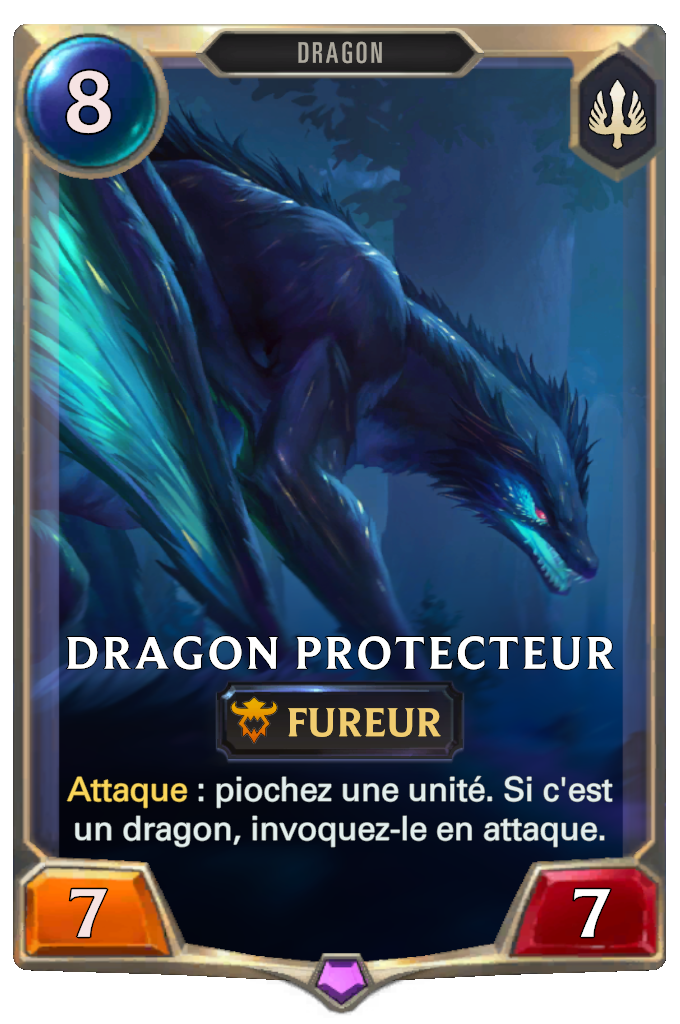 DRAGON
8
DRAGON PROTECTEUR
FUREUR
Attaque : piochez une unité. Si c'est
un dragon, invoquez-le en attaque.
7
7